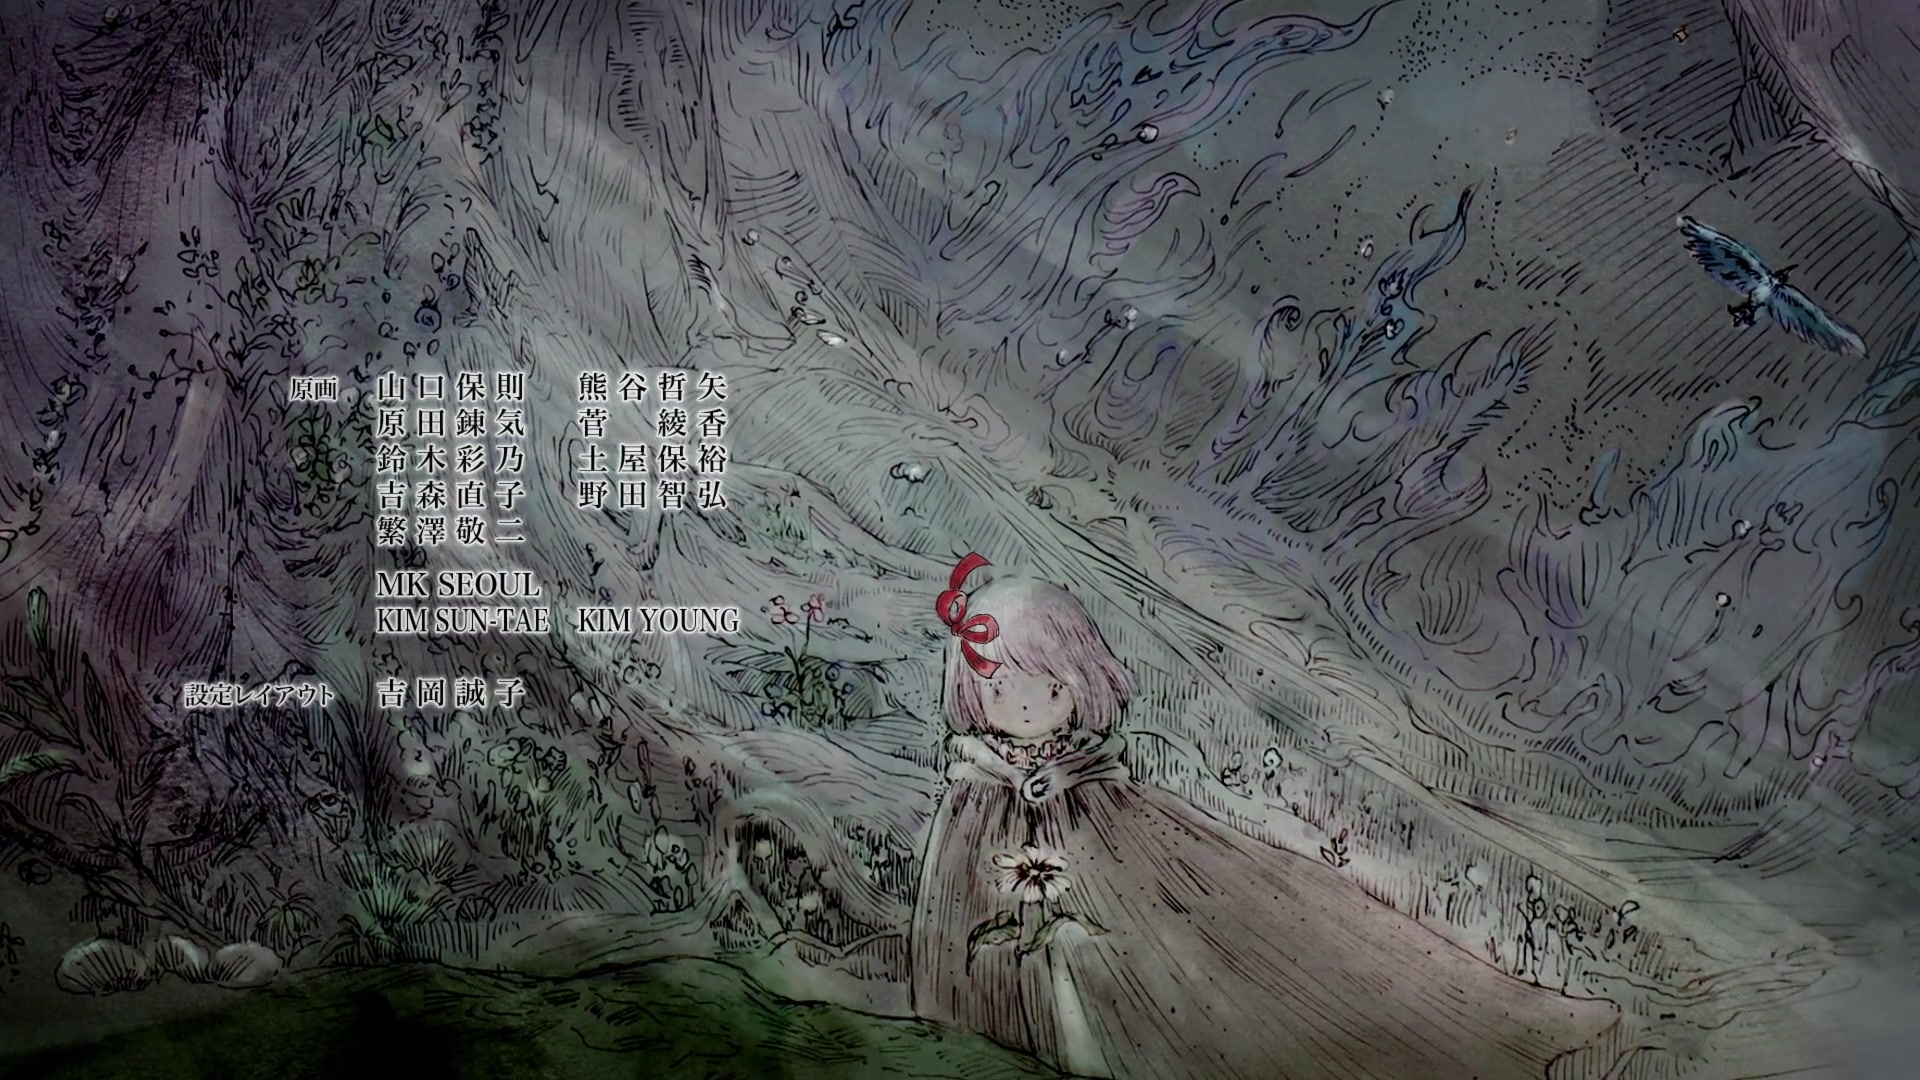 原画 山口保則 熊谷哲矢
原田錬気 菅 綾香
鈴木彩乃 土屋保裕
吉森直子 野田智弘
繁澤敬二
MK SEOUL
KIM SUN-TAE KIM YOUNG
設定レイアウト 吉岡誠子